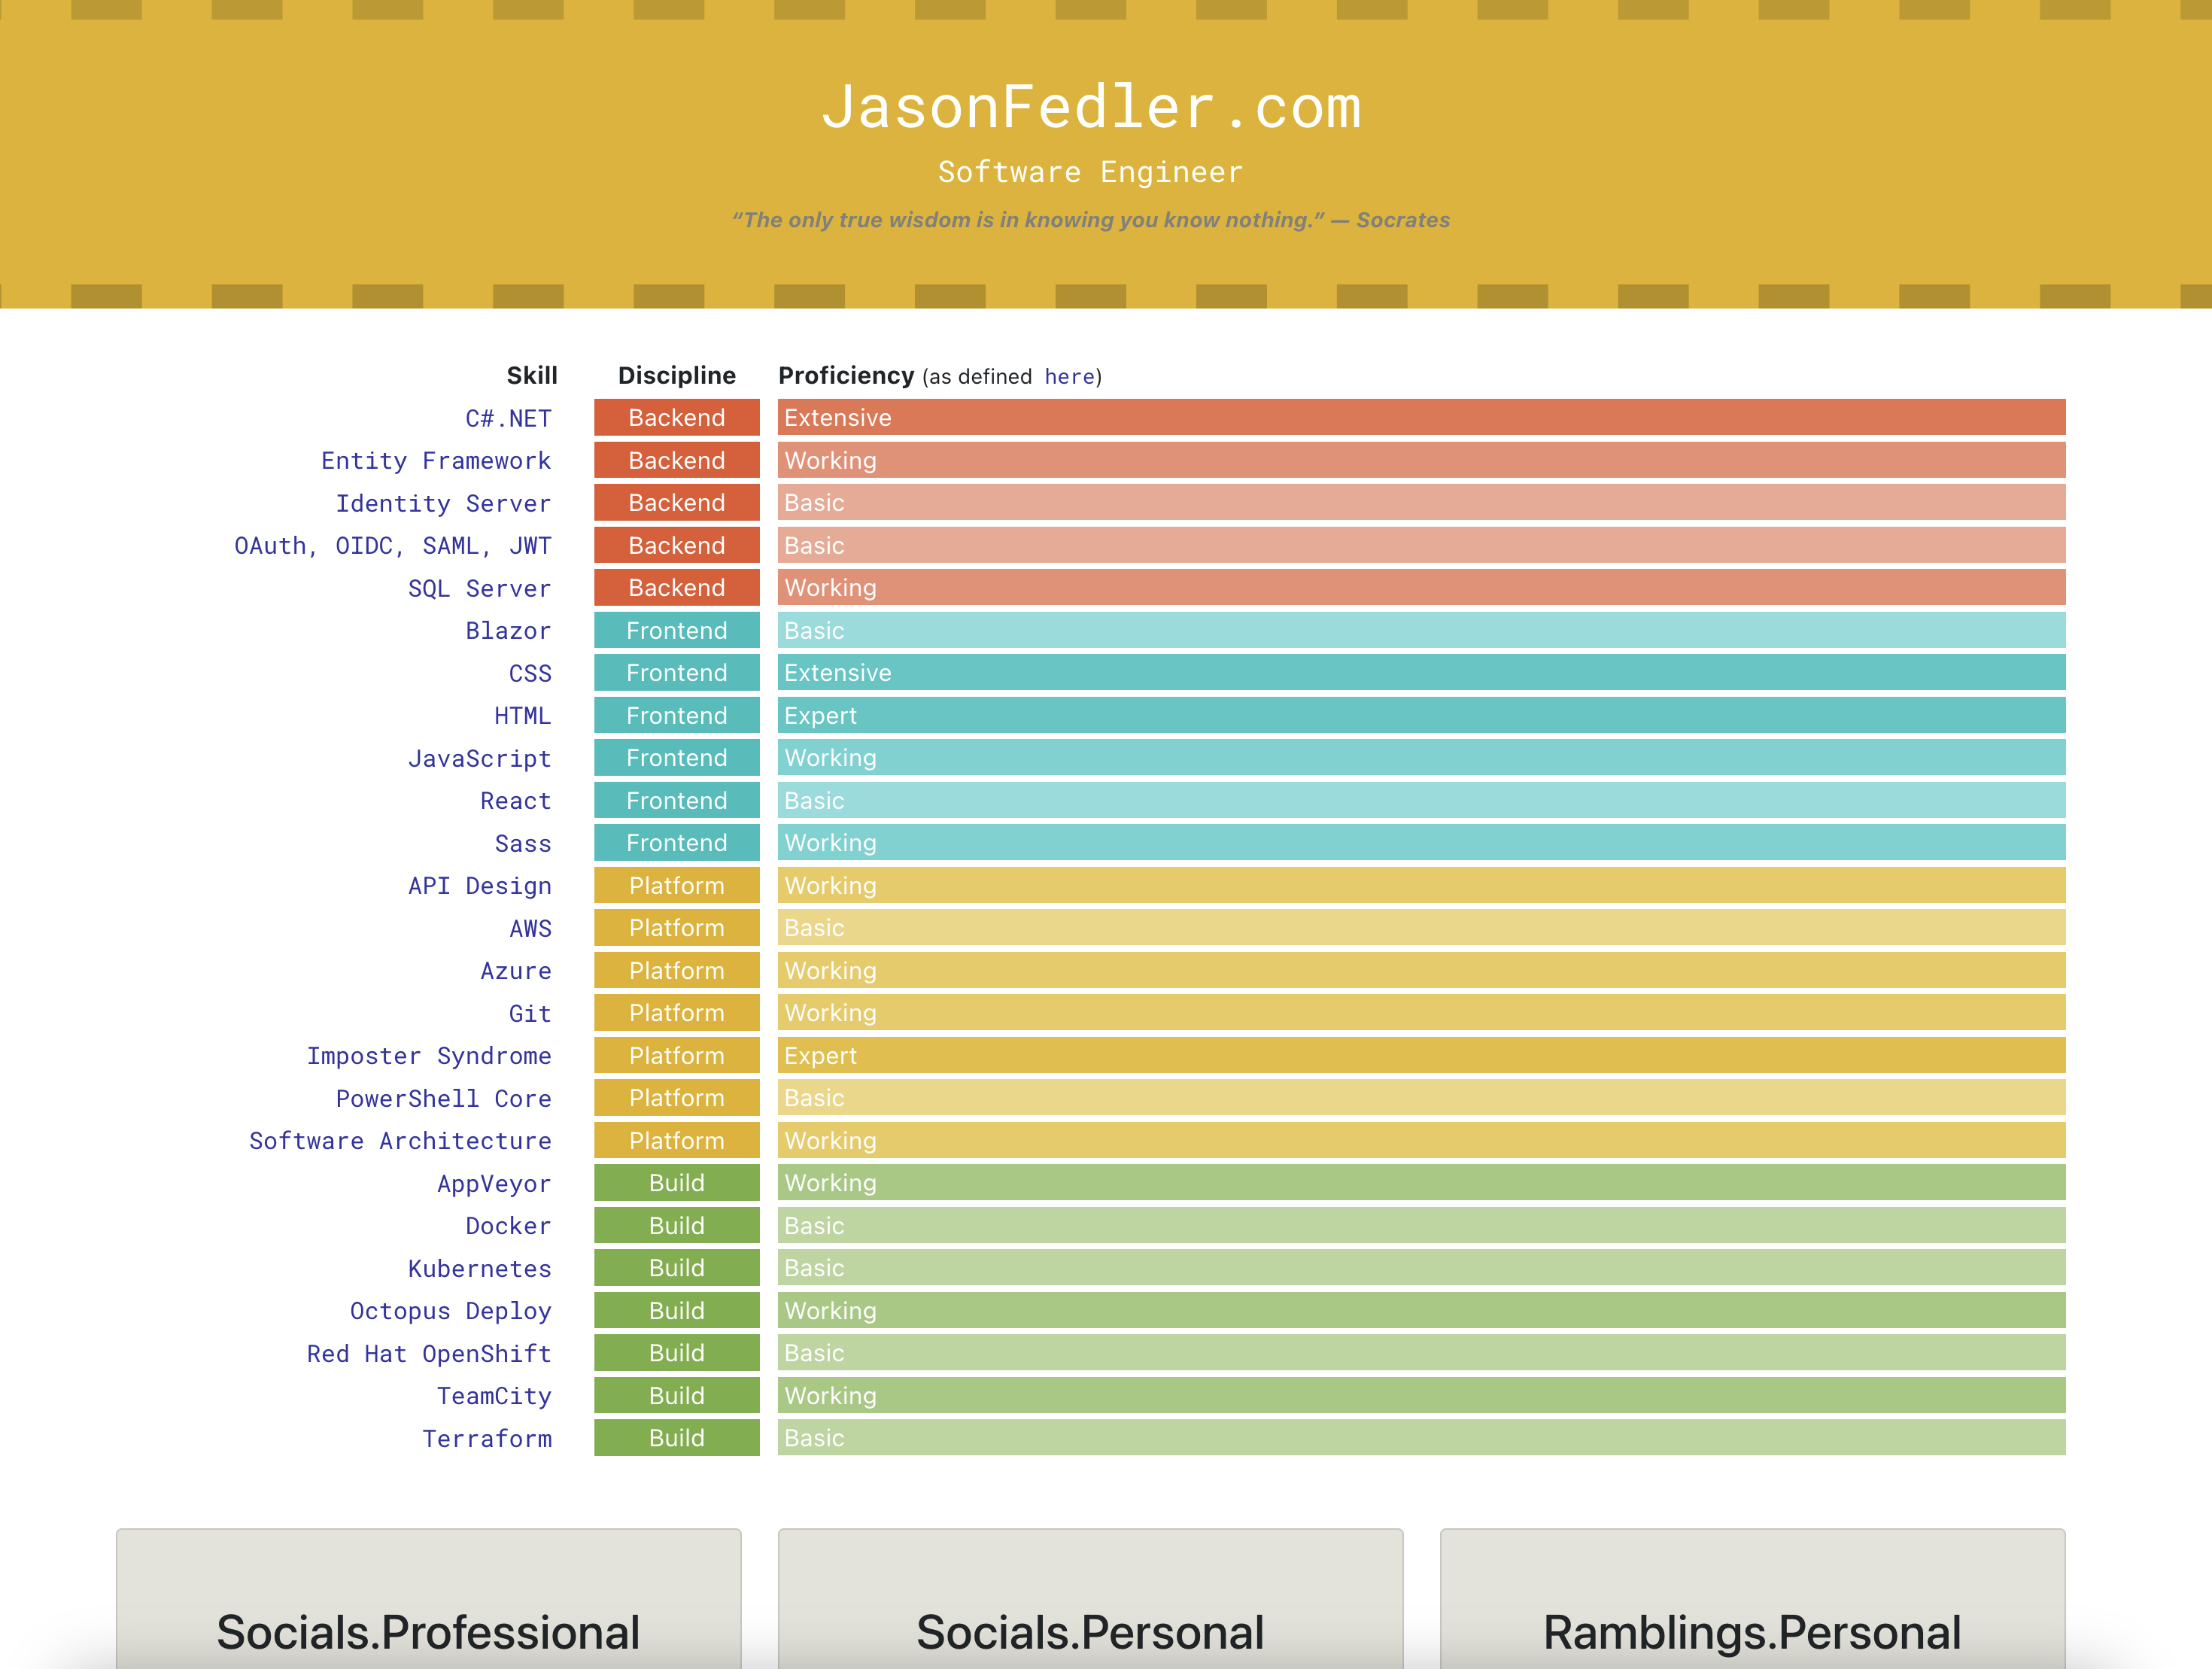 JasonFedler.com
Software Engineer
“The only true wisdom is in knowing you know nothing.” — Socrates
Skill Discipline Proficiency (as defined here)
C#.NET Backend Extensive
Entity Framework Backend Working
Identity Server Backend Basic
OAuth, OIDC, SAML, JWT Backend Basic
SQL Server Backend Working
Blazor Frontend Basic
CSS Frontend Extensive
HTML Frontend Expert
JavaScript Frontend Working
React Frontend Basic
Sass Frontend Working
API Design Platform Working
AWS Platform Basic
Azure Platform Working
Git Platform Working
Imposter Syndrome Platform Expert
PowerShell Core Platform Basic
Software Architecture Platform Working
AppVeyor Build Working
Docker Build Basic
Kubernetes Build Basic
Octopus Deploy Build Working
Red Hat OpenShift Build Basic
TeamCity Build Working
Terraform Build Basic
Socials.Professional Socials.Personal Ramblings.Personal